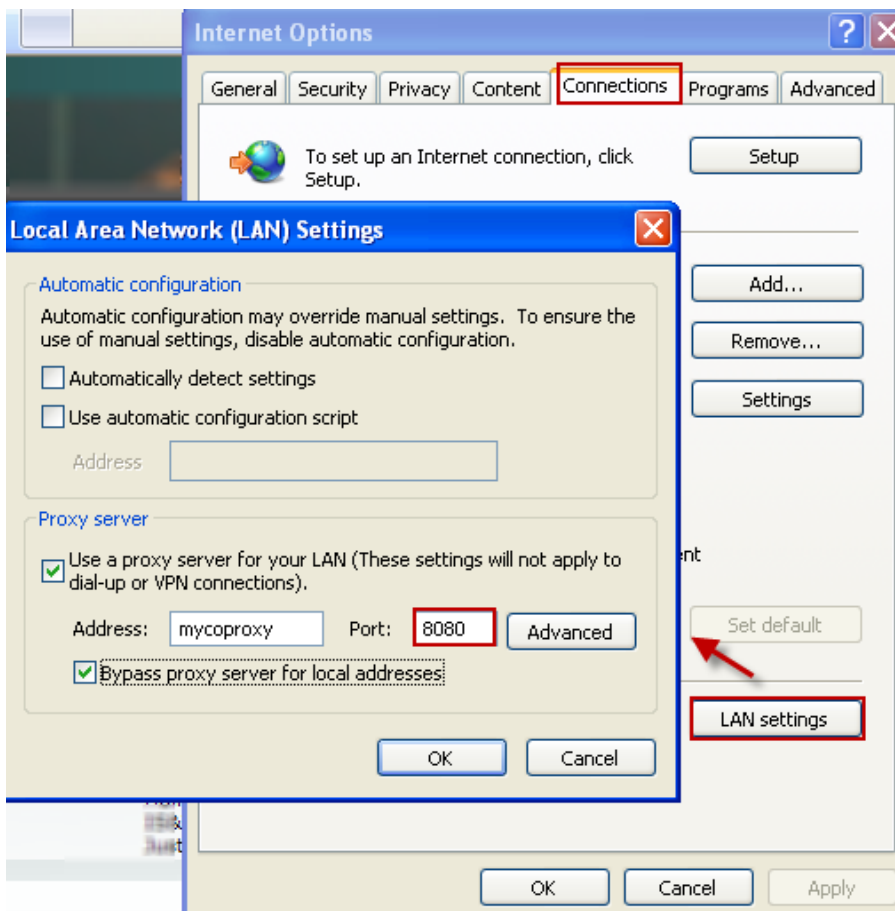 Internet Options
General Security Privacy Content Connections Programs Advanced
To set up an Internet connection, click
Setup.
Setup
Local Area Network (LAN) Settings
Automatic configuration
Automatic configuration may override manual settings. To ensure the
use of manual settings, disable automatic configuration.
Automatically detect settings
Use automatic configuration script
Address
Proxy server
Use a proxy server for your LAN (These settings will not apply to
dial-up or VPN connections).
Address: mycoproxy Port: 8080 Advanced
Bypass proxy server for local addresses
OK Cancel
Add...
Remove...
Settings
Set default
LAN settings
OK Cancel Apply